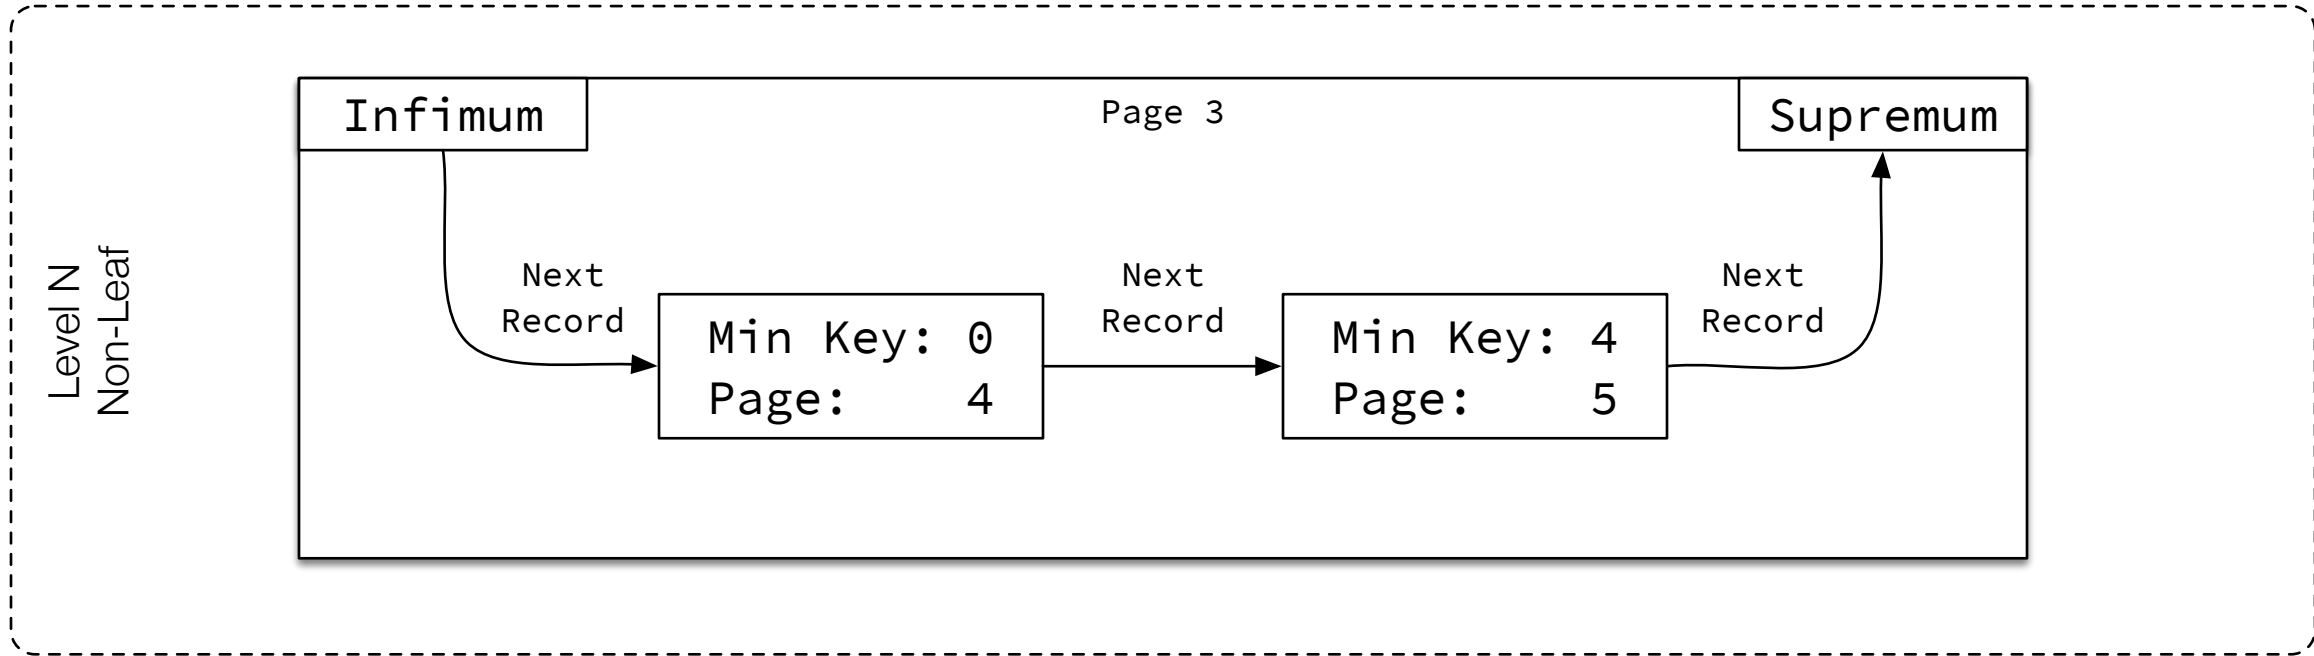 Level N
Non-Leaf
Infimum
Page 3
Supremum
Next
Record
Min Key: 0
Page: 4
Next
Record
Min Key: 4
Page: 5
Next
Record